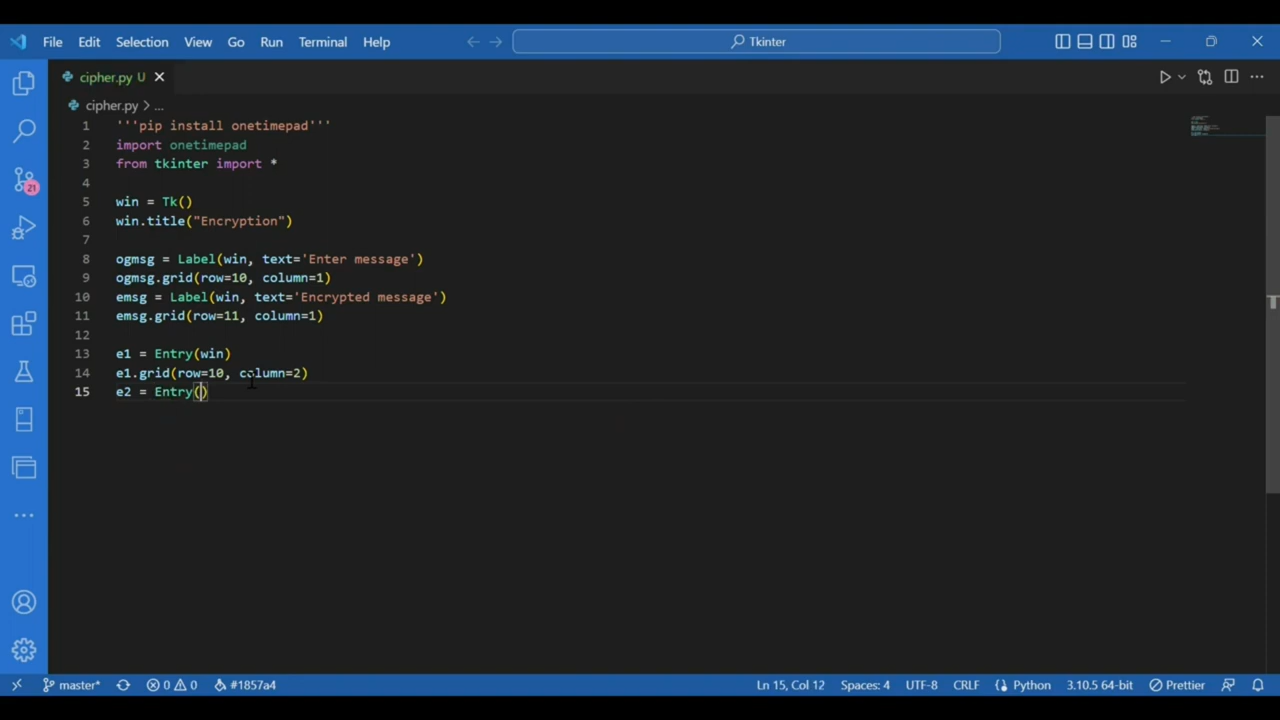 File Edit Selection View Go Run Terminal Help
Tkinter
cipher.py U
cipher.py > ...
1 '''pip install onetimepad'''
2 import onetimepad
3 from tkinter import *
4
5 win = Tk()
6 win.title("Encryption")
7
8 ogmsg = Label(win, text='Enter message')
9 ogmsg.grid(row=10, column=1)
10 emsg = Label(win, text='Encrypted message')
11 emsg.grid(row=11, column=1)
12
13 e1 = Entry(win)
14 e1.grid(row=10, column=2)
15 e2 = Entry()
21
master* 0 0 #1857a4 Ln 15, Col 12 Spaces: 4 UTF-8 CRLF Python 3.10.5 64-bit Prettier